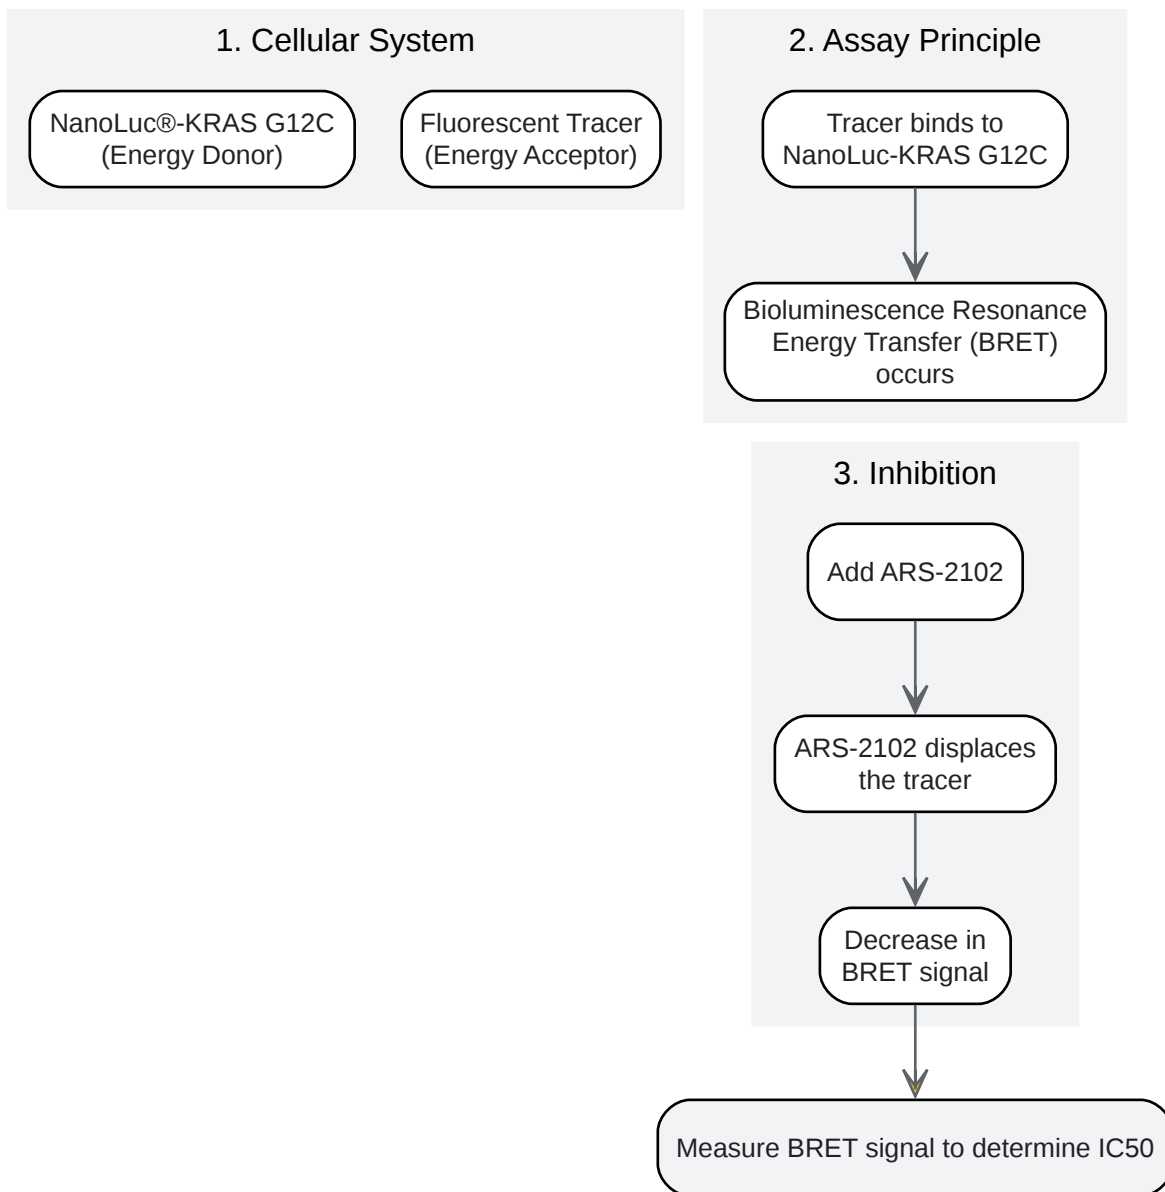 1. Cellular System
NanoLuc®-KRAS G12C
(Energy Donor)
Fluorescent Tracer
(Energy Acceptor)
2. Assay Principle
Tracer binds to
NanoLuc-KRAS G12C
Bioluminescence Resonance
Energy Transfer (BRET)
occurs
3. Inhibition
Add ARS-2102
ARS-2102 displaces
the tracer
Decrease in
BRET signal
Measure BRET signal to determine IC50